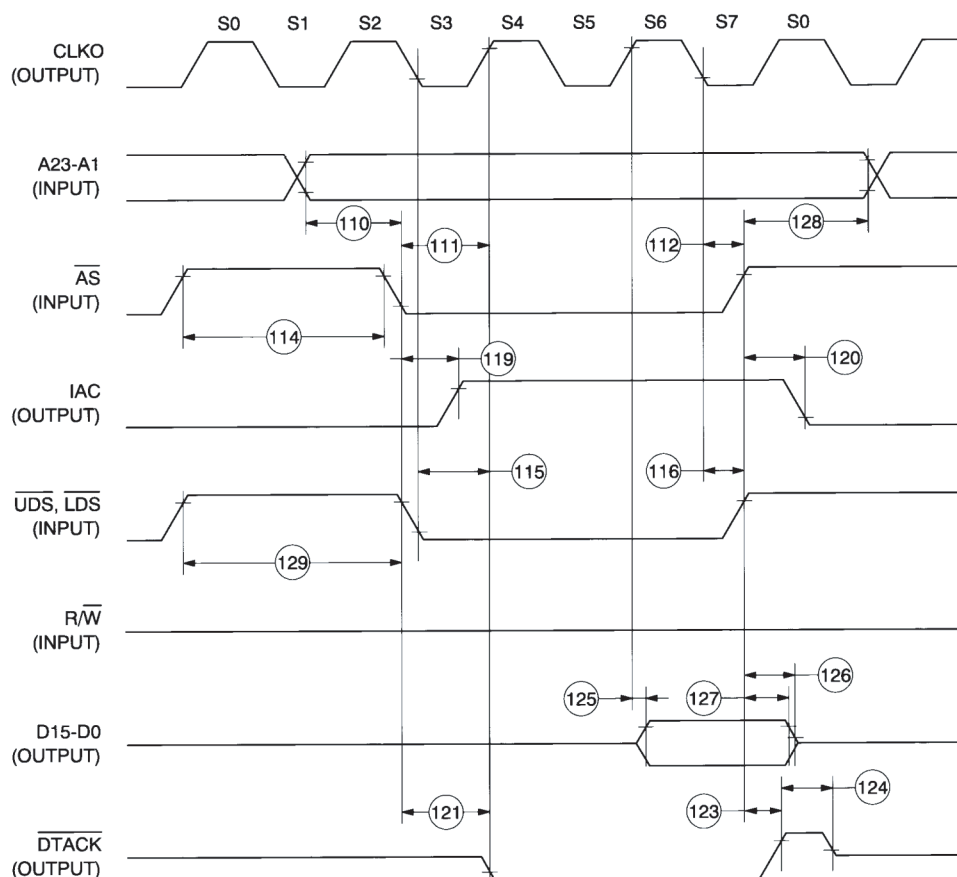 S0 S1 S2 S3 S4 S5 S6 S7 S0
CLKO
(OUTPUT)
A23-A1
(INPUT)
110
111
112
128
AS
(INPUT)
114
119
120
IAC
(OUTPUT)
115
116
UDS, LDS
(INPUT)
129
R/W
(INPUT)
126
125
127
D15-D0
(OUTPUT)
124
121
123
DTACK
(OUTPUT)